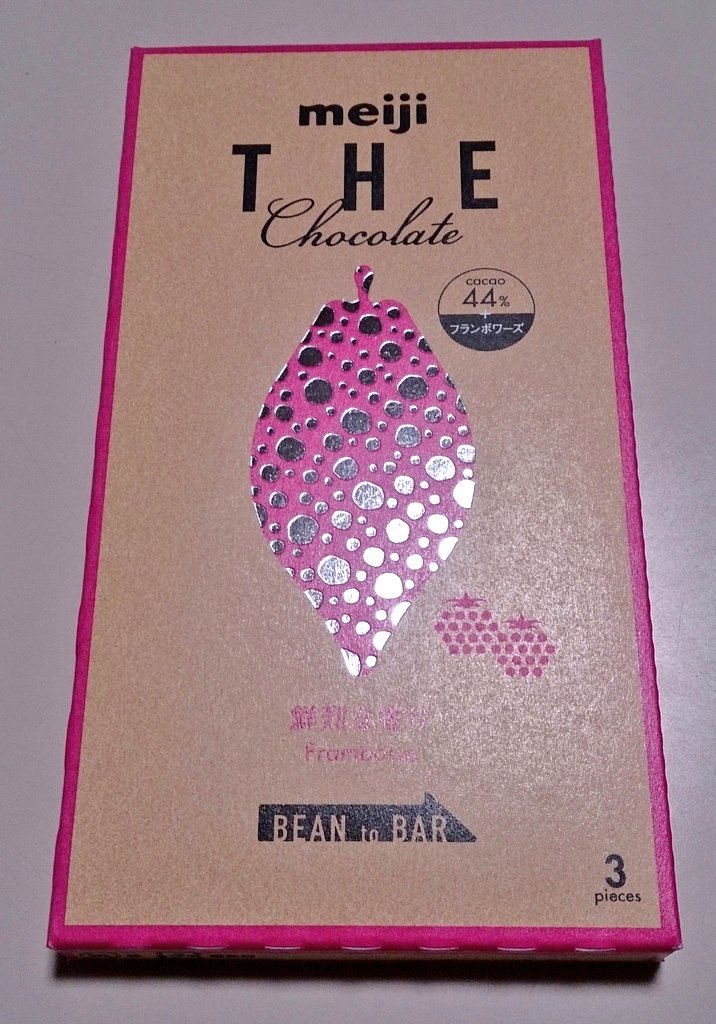 meiji
THE
Chocolate
cacao
44%
+
フランボワーズ
鮮烈な香り
Framboise
BEAN to BAR
3
pieces